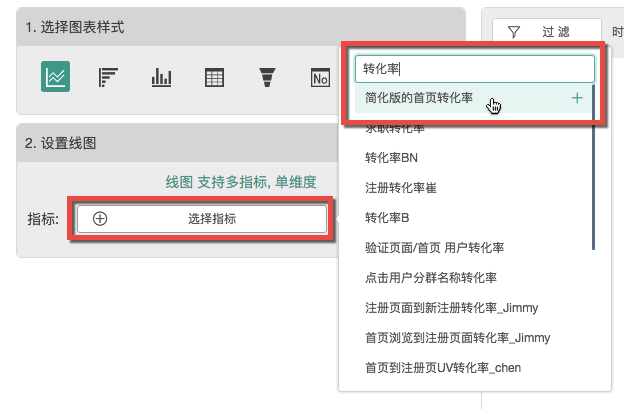 1. 选择图表样式
No
2. 设置线图
线图 支持多指标, 单维度
指标:
选择指标
过 滤
时
转化率
简化版的首页转化率
求职转化率
转化率BN
注册转化率崔
转化率B
验证页面/首页 用户转化率
点击用户分群名称转化率
注册页面到新注册转化率_Jimmy
首页浏览到注册页面转化率_Jimmy
首页到注册页UV转化率_chen